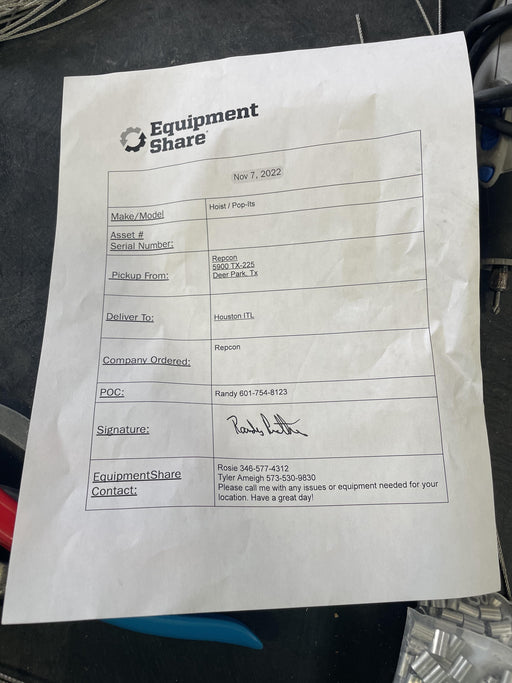 Equipment
Share
Nov 7, 2022
Make/Model
Hoist / Pop-Its
Asset #
Serial Number:
Pickup From:
Repcon
5900 TX-225
Deer Park, Tx
Deliver To:
Houston ITL
Company Ordered:
Repcon
POC:
Randy 601-754-8123
Signature:
Randy
EquipmentShare
Contact:
Rosie 346-577-4312
Tyler Ameigh 573-530-9830
Please call me with any issues or equipment needed for your
location. Have a great day!